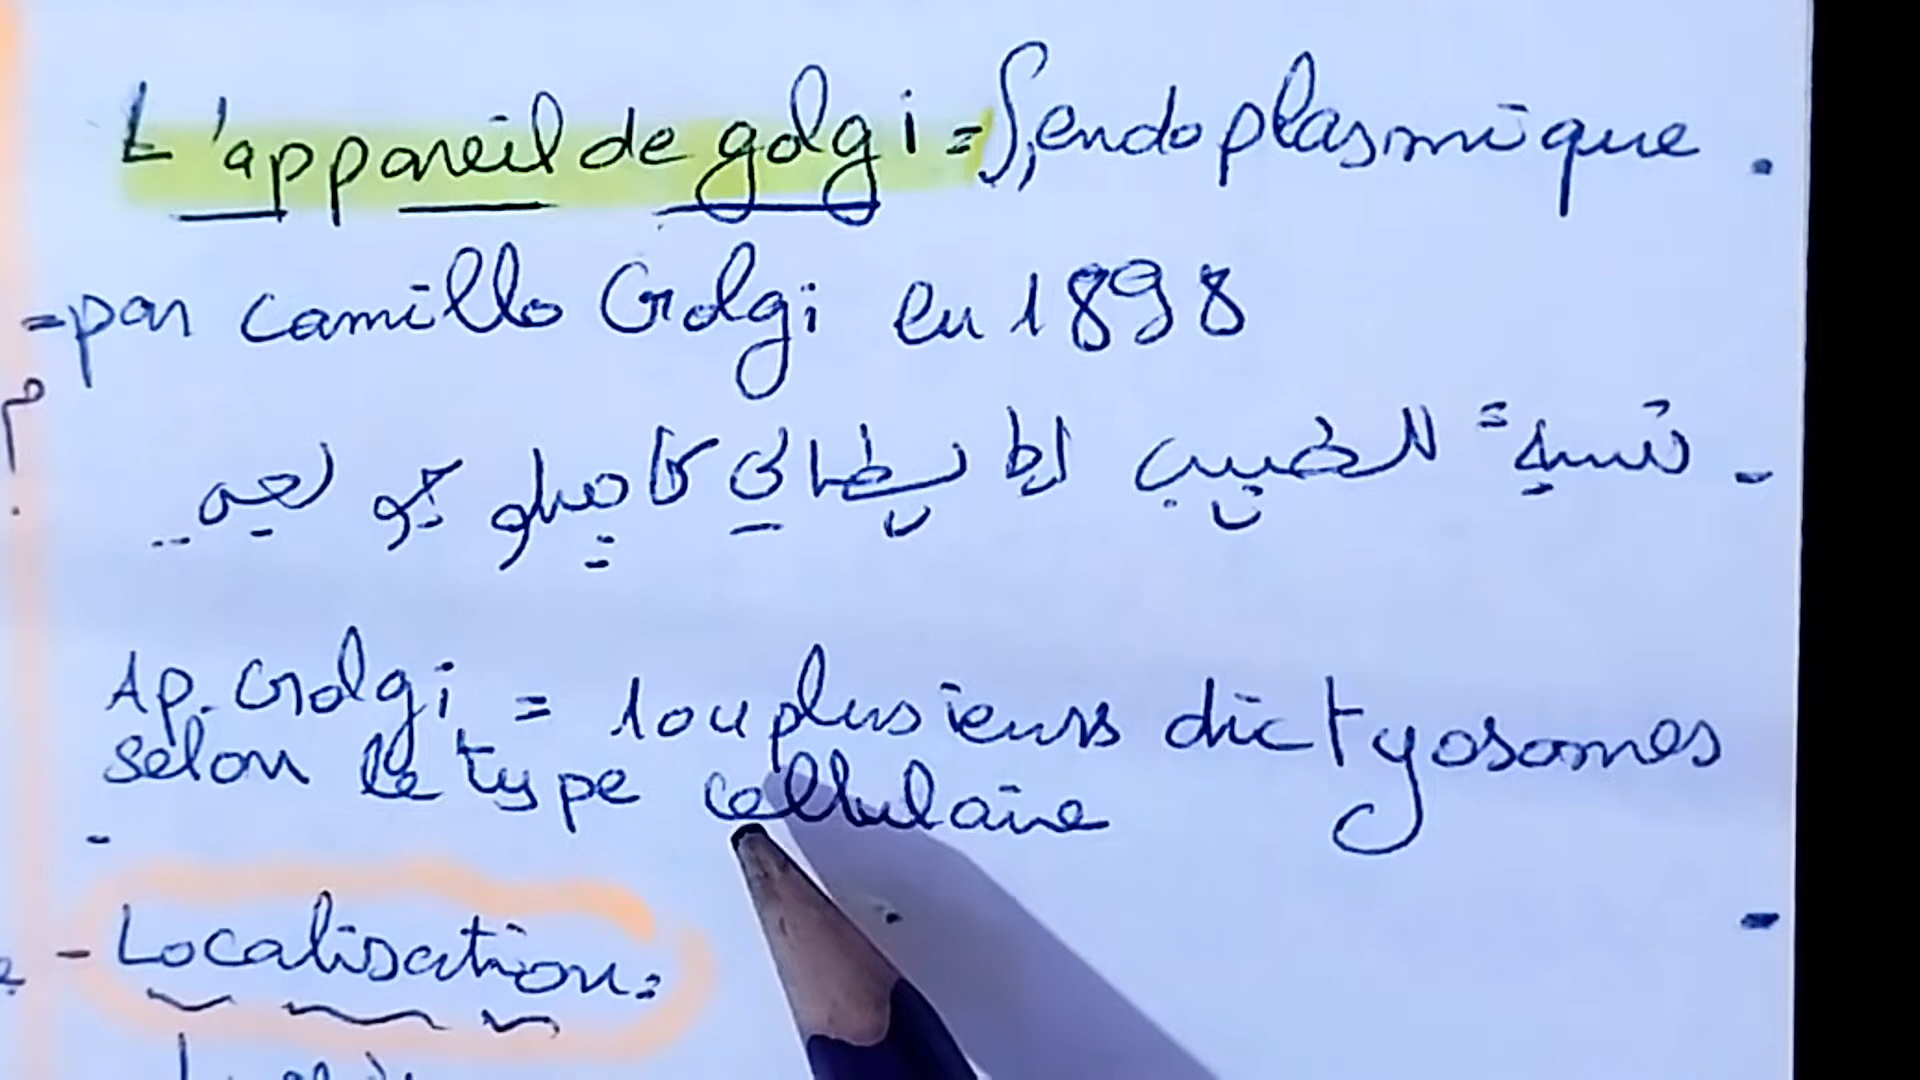 L'appareil de golgi = S, endoplasmique.
= par camillo Golgi en 1898
- نسبة للطبيب الإيطالي كاميلو جو لجي..
Ap. Golgi = 1 ou plusieurs dictyosomes
selon le type cellulaire
- Localisation: